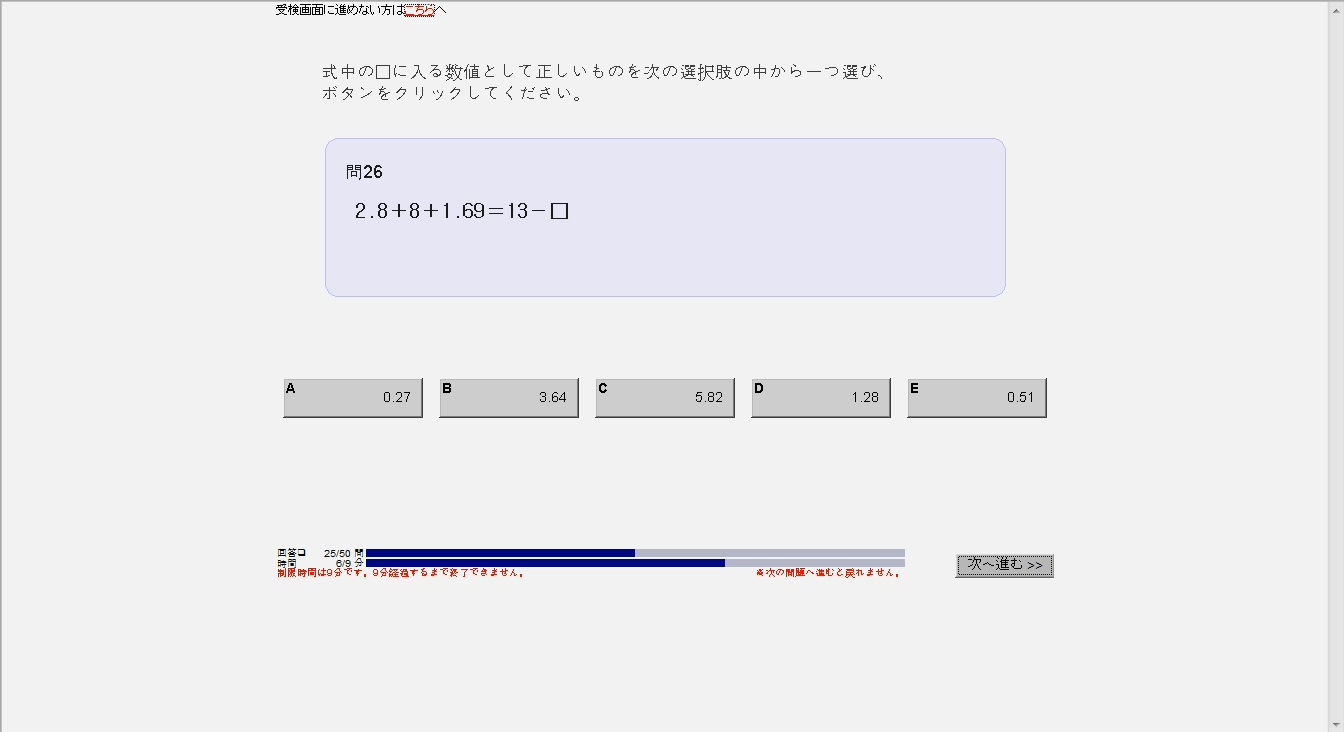 受検画面に進めない方はこちらへ
式中の□に入る数値として正しいものを次の選択肢の中から一つ選び、
ボタンをクリックしてください。
問26
2.8＋8＋1.69＝13－□
A 0.27
B 3.64
C 5.82
D 1.28
E 0.51
回答□ 25/50 問
時間 6/9 分
制限時間は9分です。9分経過するまで終了できません。
※次の問題へ進むと戻れません。
次へ進む >>